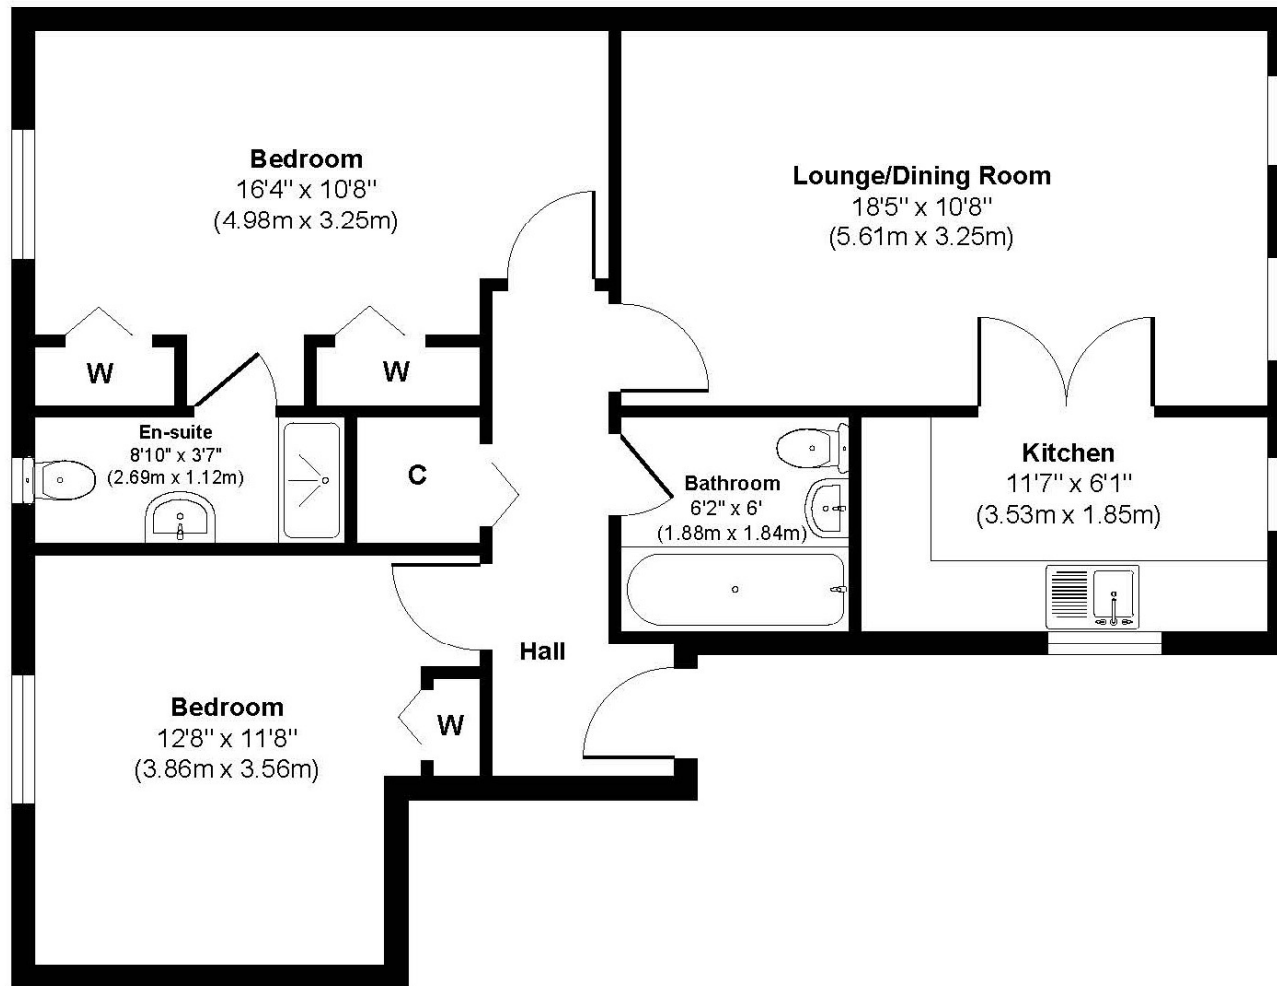 Bedroom
16'4" x 10'8"
(4.98m x 3.25m)
Lounge/Dining Room
18'5" x 10'8"
(5.61m x 3.25m)
W
W
En-suite
8'10" x 3'7"
(2.69m x 1.12m)
C
Bathroom
6'2" x 6'
(1.88m x 1.84m)
Kitchen
11'7" x 6'1"
(3.53m x 1.85m)
Hall
Bedroom
12'8" x 11'8"
(3.86m x 3.56m)
W